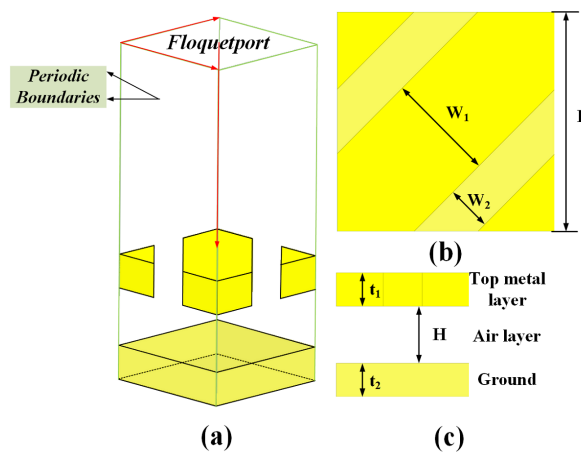 Floquetport
Periodic
Boundaries
(a)
W1
W2
(b)
t1
Top metal
layer
H
Air layer
t2
Ground
(c)